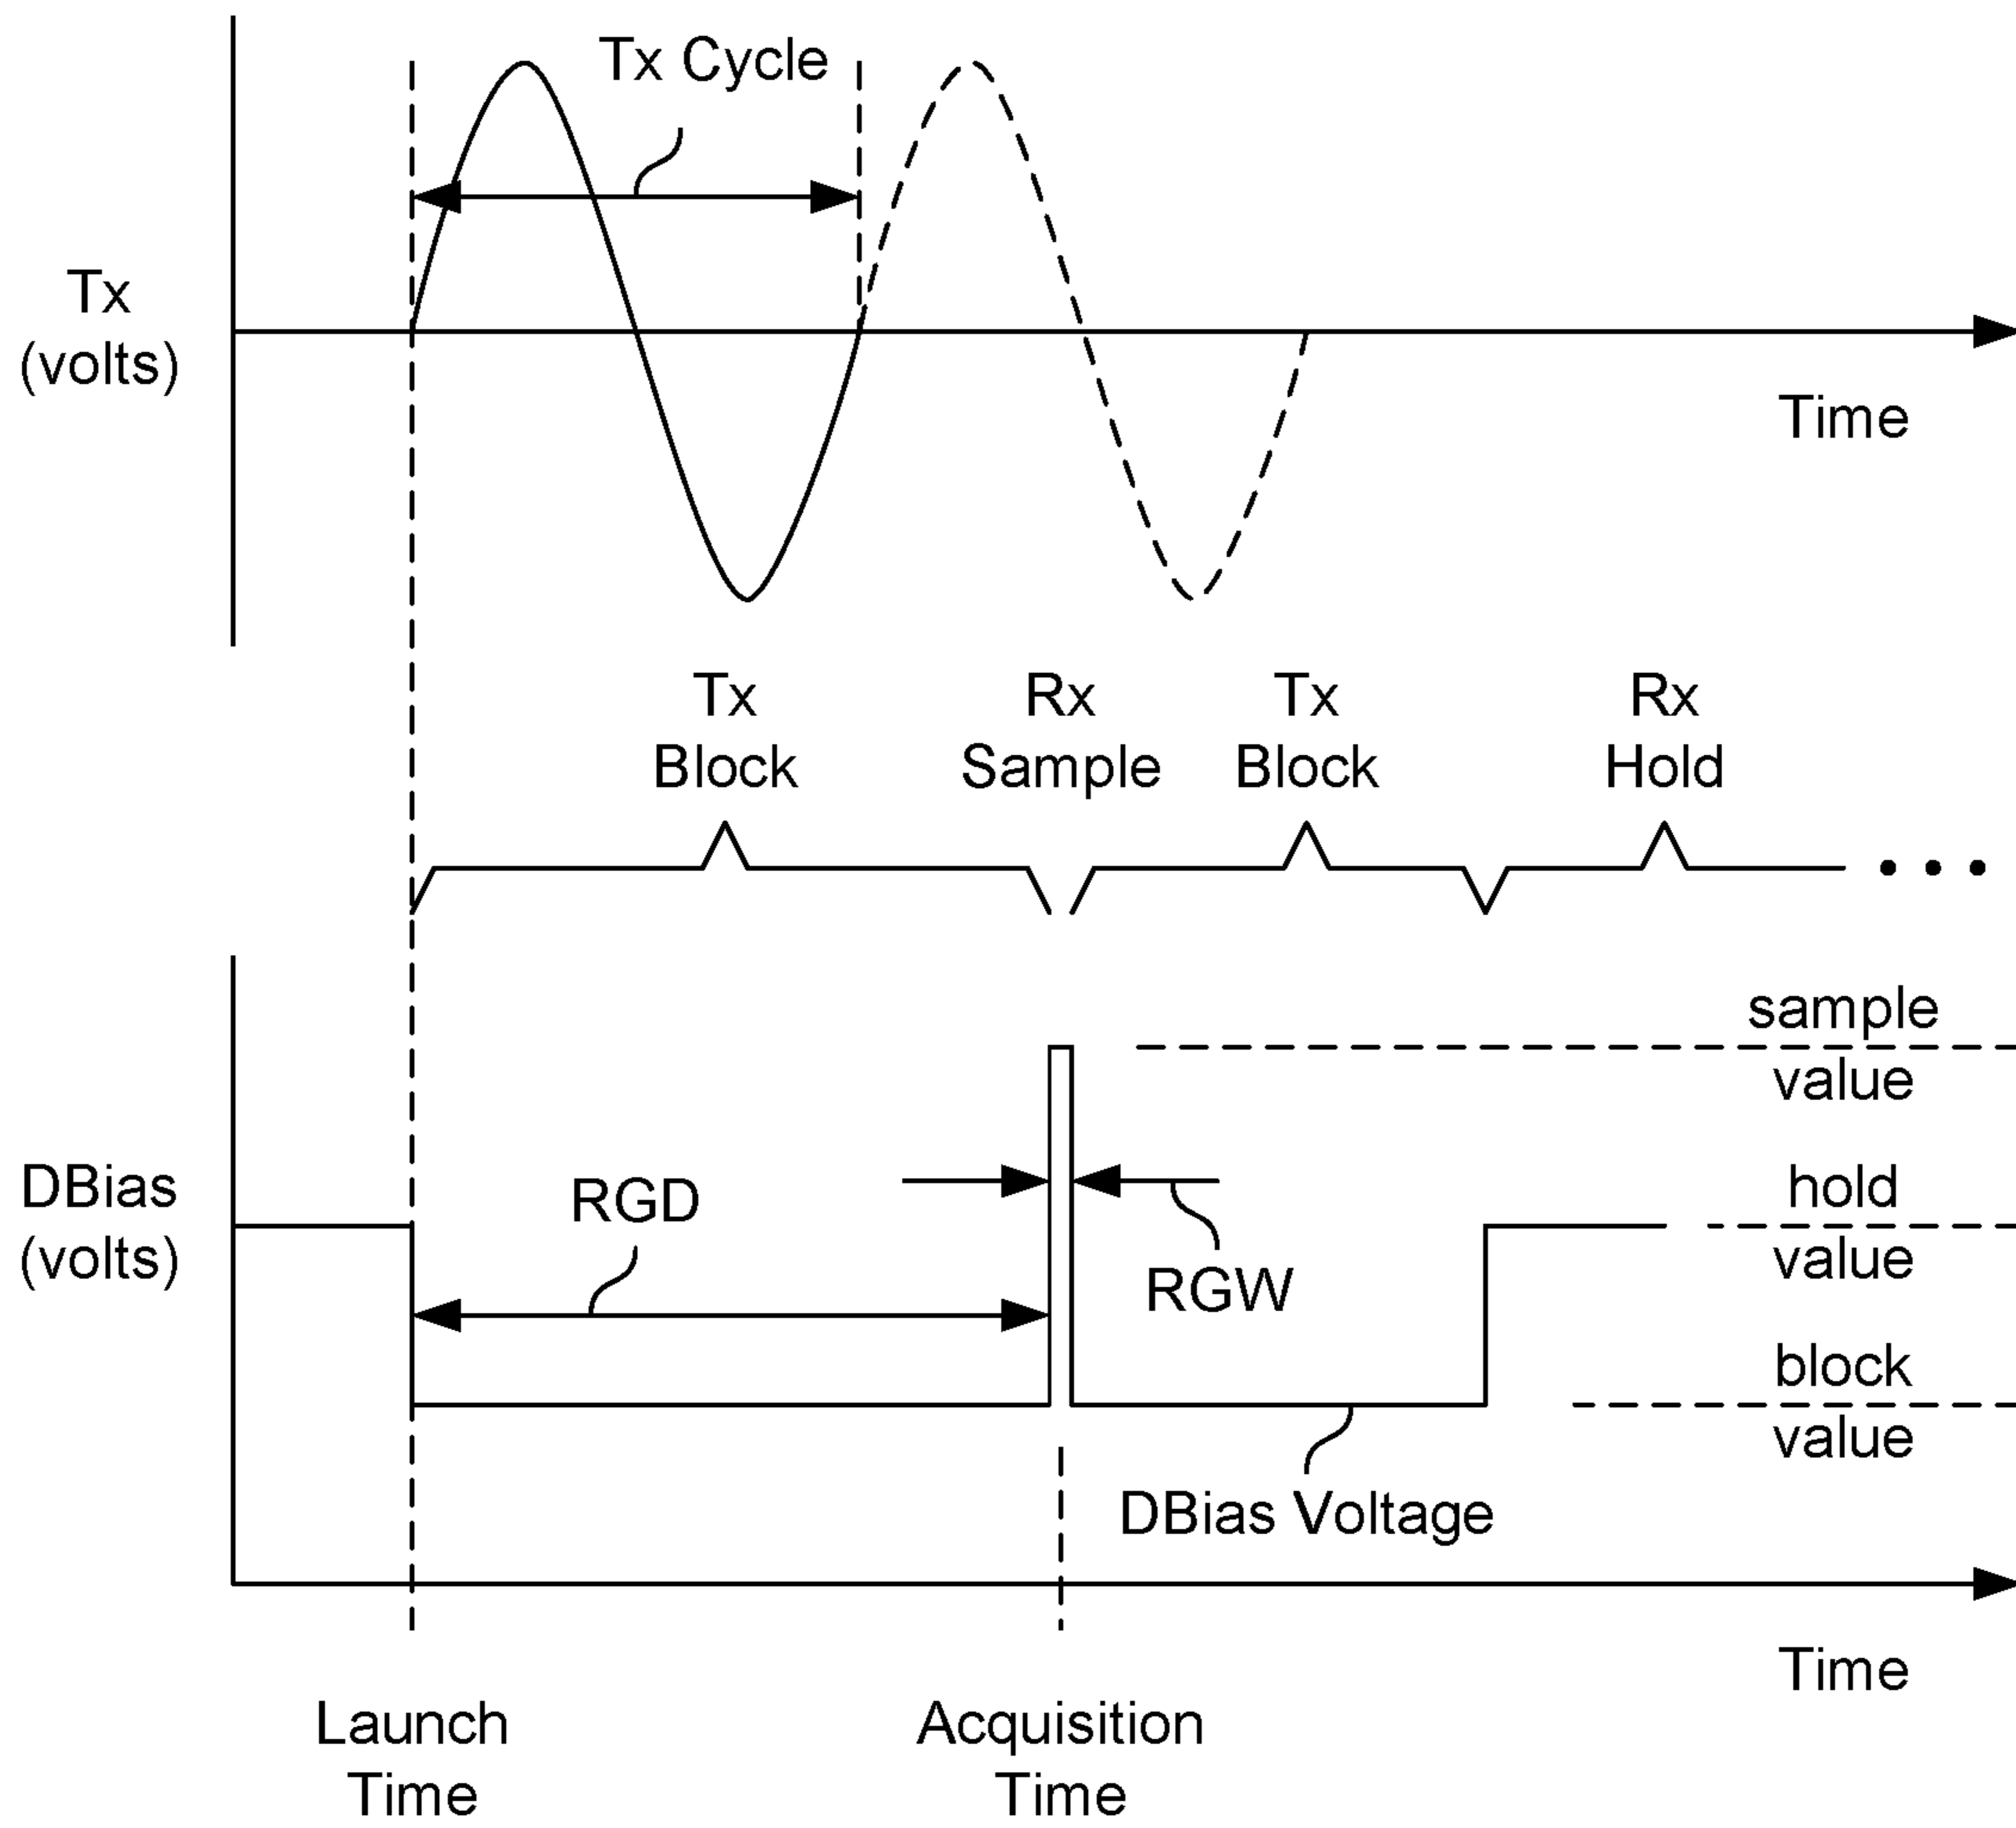 Tx Cycle
Tx
(volts)
Time
Tx
Block
Rx
Sample
Tx
Block
Rx
Hold
sample
value
DBias
(volts)
RGD
hold
value
RGW
block
value
DBias Voltage
Time
Launch
Time
Acquisition
Time